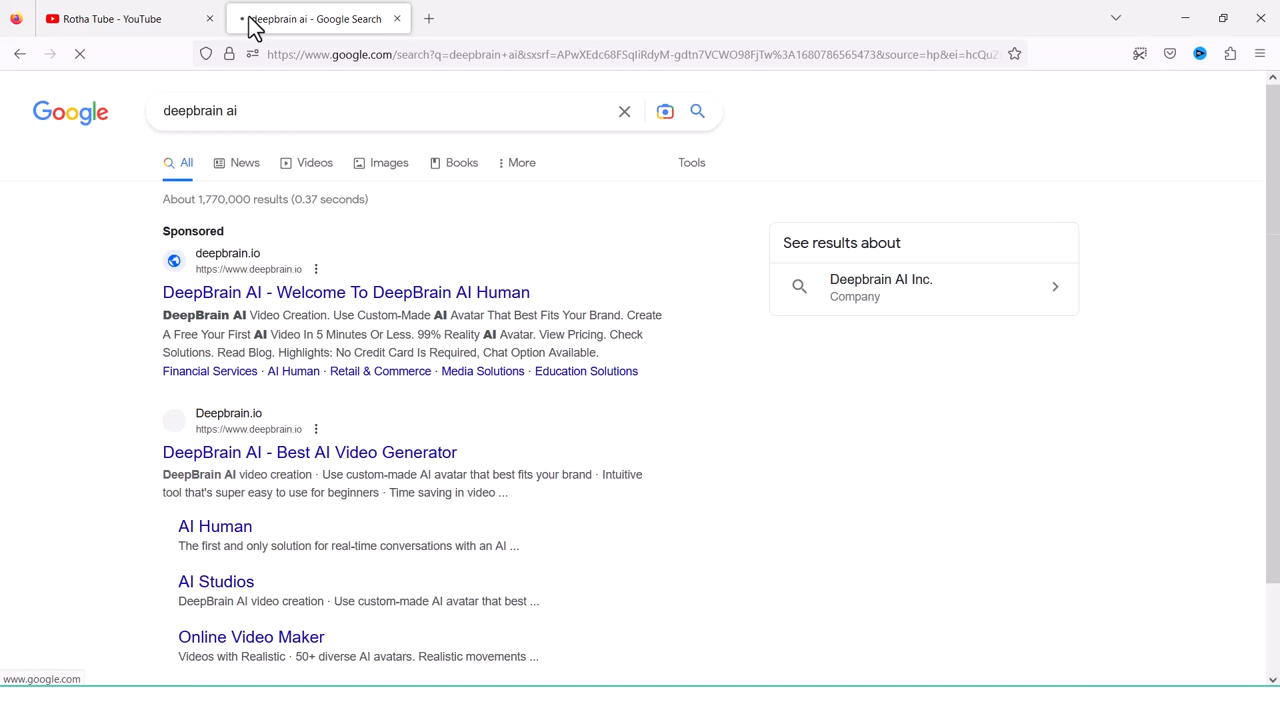 Rotha Tube - YouTube
deepbrain ai - Google Search
https://www.google.com/search?q=deepbrain+ai&sxsrf=APwXEdc68FSqIiRdyM-gdtn7VCWO98FjTw%3A1680786565473&source=hp&ei=hcQuZ
Google
deepbrain ai
All
News
Videos
Images
Books
More
Tools
About 1,770,000 results (0.37 seconds)
Sponsored
deepbrain.io
https://www.deepbrain.io
DeepBrain AI - Welcome To DeepBrain AI Human
DeepBrain AI Video Creation. Use Custom-Made AI Avatar That Best Fits Your Brand. Create
A Free Your First AI Video In 5 Minutes Or Less. 99% Reality AI Avatar. View Pricing. Check
Solutions. Read Blog. Highlights: No Credit Card Is Required, Chat Option Available.
Financial Services · AI Human · Retail & Commerce · Media Solutions · Education Solutions
Deepbrain.io
https://www.deepbrain.io
DeepBrain AI - Best AI Video Generator
DeepBrain AI video creation · Use custom-made AI avatar that best fits your brand · Intuitive
tool that's super easy to use for beginners · Time saving in video ...
AI Human
The first and only solution for real-time conversations with an AI ...
AI Studios
DeepBrain AI video creation · Use custom-made AI avatar that best ...
Online Video Maker
Videos with Realistic · 50+ diverse AI avatars. Realistic movements ...
See results about
Deepbrain AI Inc.
Company
www.google.com